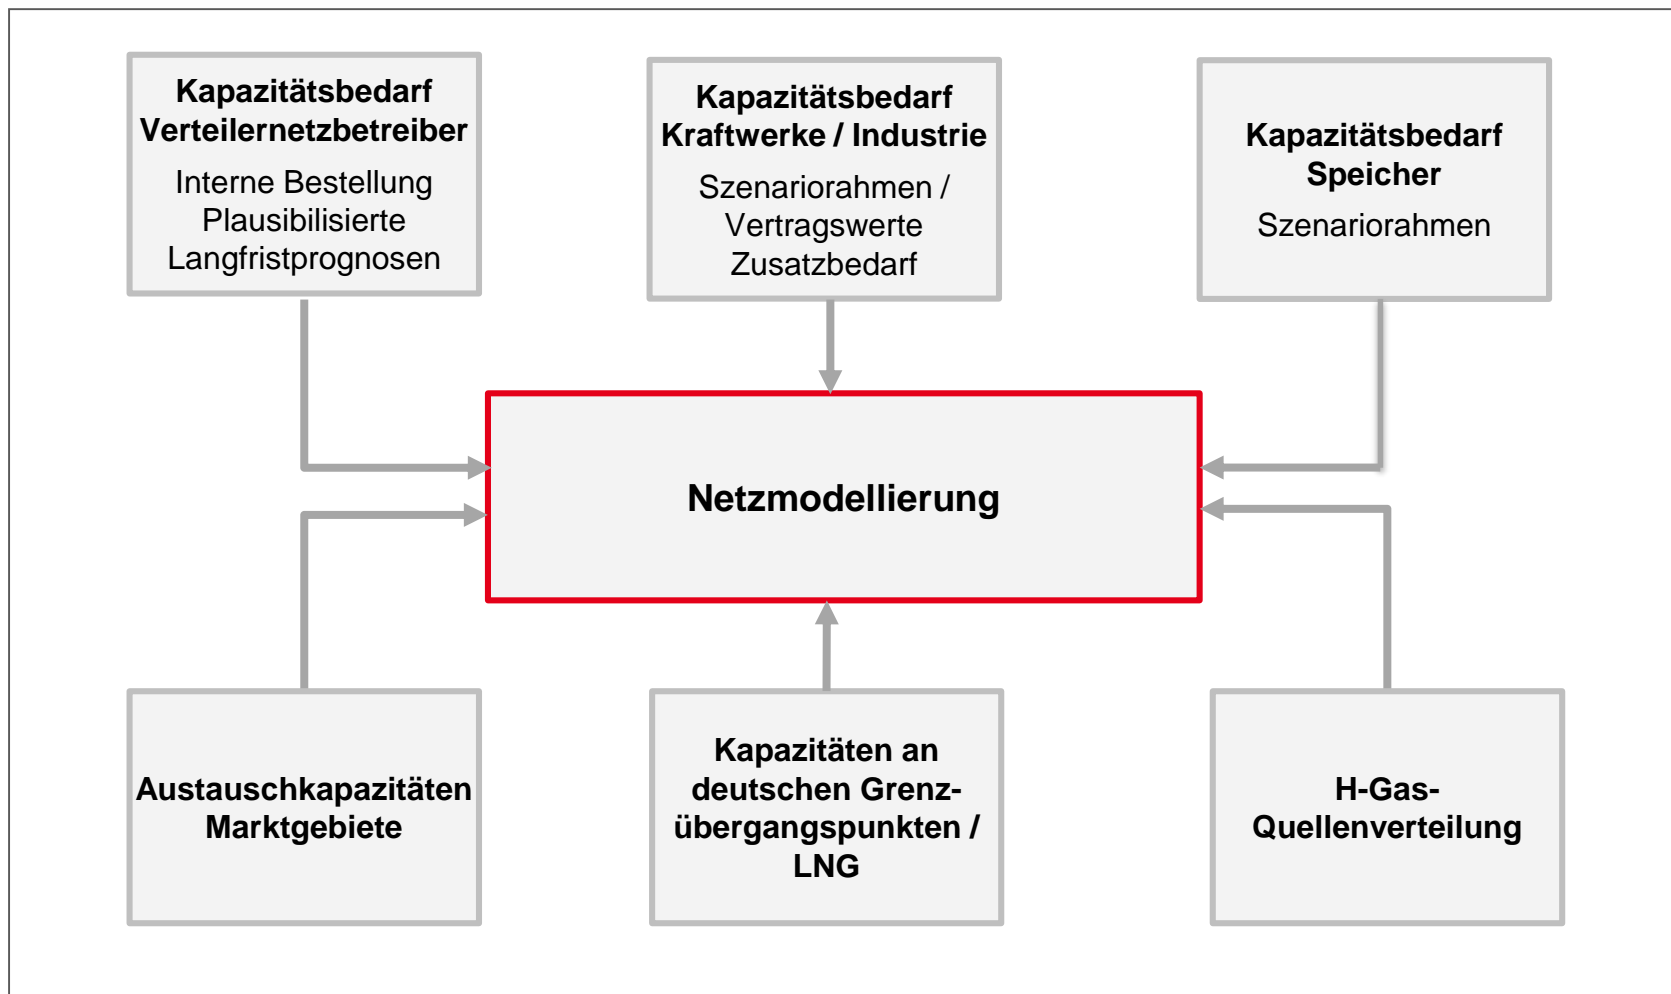 Kapazitätsbedarf
Verteilernetzbetreiber
Interne Bestellung
Plausibilisierte
Langfristprognosen
Kapazitätsbedarf
Kraftwerke / Industrie
Szenariorahmen /
Vertragswerte
Zusatzbedarf
Kapazitätsbedarf
Speicher
Szenariorahmen
Netzmodellierung
Austauschkapazitäten
Marktgebiete
Kapazitäten an
deutschen Grenz-
übergangspunkten /
LNG
H-Gas-
Quellenverteilung